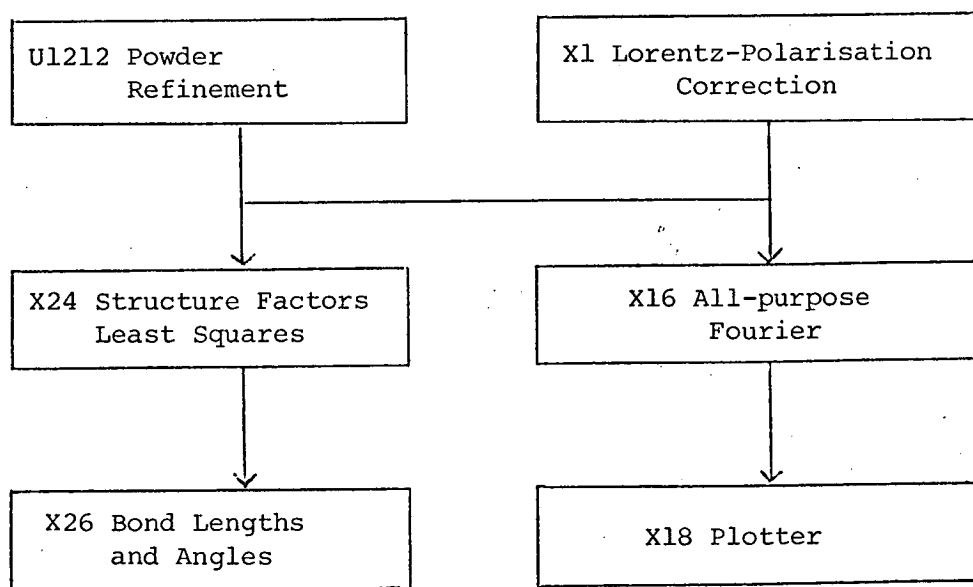 U1212 Powder
Refinement
X1 Lorentz-Polarisation
Correction
X24 Structure Factors
Least Squares
X16 All-purpose
Fourier
X26 Bond Lengths
and Angles
X18 Plotter